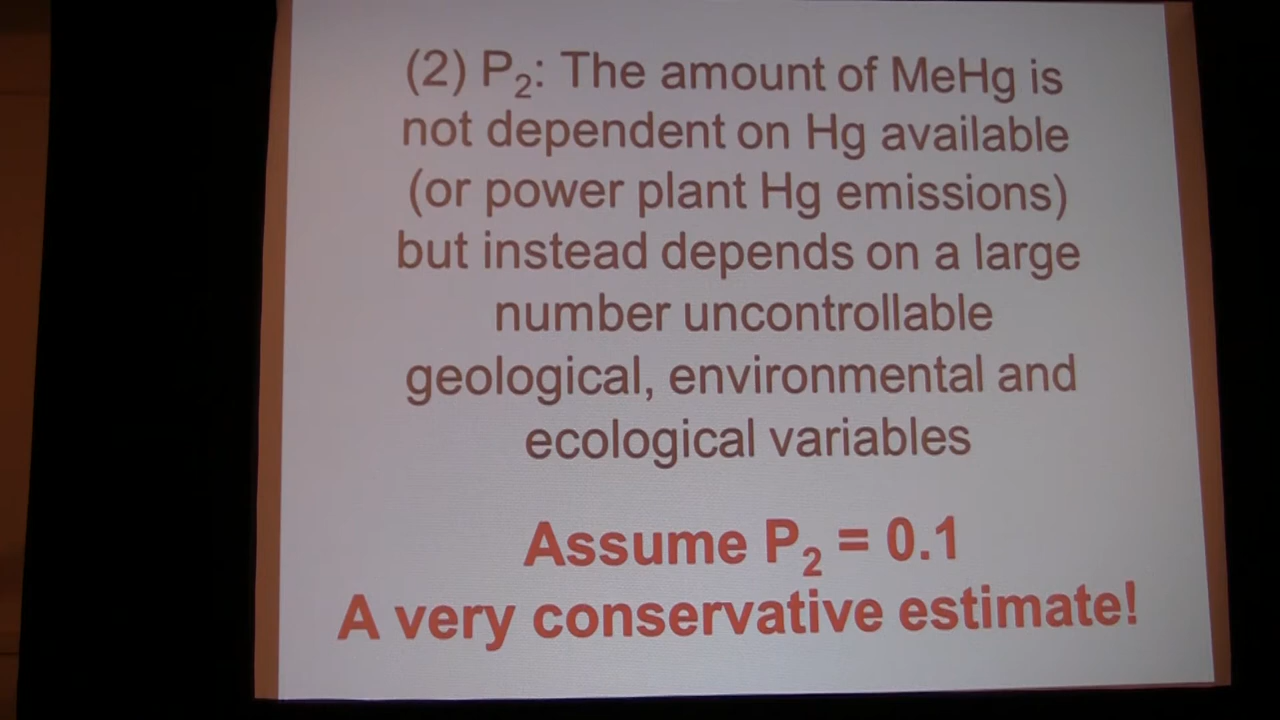 (2) P₂: The amount of MeHg is
not dependent on Hg available
(or power plant Hg emissions)
but instead depends on a large
number uncontrollable
geological, environmental and
ecological variables
Assume P₂ = 0.1
A very conservative estimate!